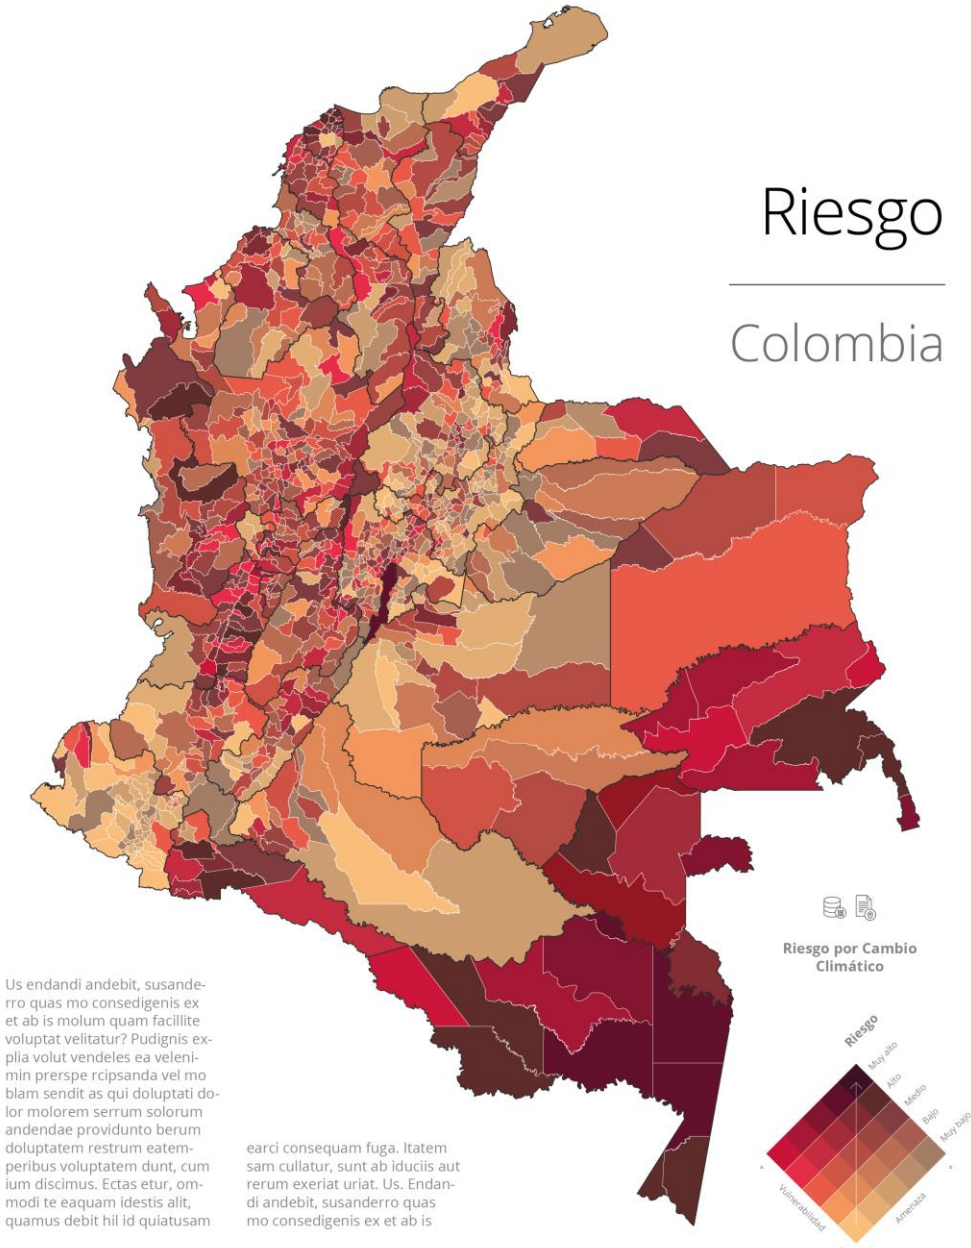 Riesgo
Colombia
Riesgo por Cambio
Climático
Riesgo
Muy alto
Alto
Medio
Bajo
Muy bajo
Vulnerabilidad
Amenaza
Us endandi andebit, susande-
rro quas mo consedigenis ex
et ab is molum quam facillite
voluptat velitatur? Pudignis ex-
plia volut vendeles ea veleni-
min prerspe rcipsanda vel mo
blam sendit as qui doluptati do-
lor molorem serrum solorum
andendae providunto berum
doluptatem restrum eatem-
peribus voluptatem dunt, cum
ium discimus. Ectas etur, om-
modi te eaquam idestis alit,
quamus debit hil id quiatusam
earci consequam fuga. Itatem
sam cullatur, sunt ab iduciis aut
rerum exeriat uriat. Us. Endan-
di andebit, susanderro quas
mo consedigenis ex et ab is